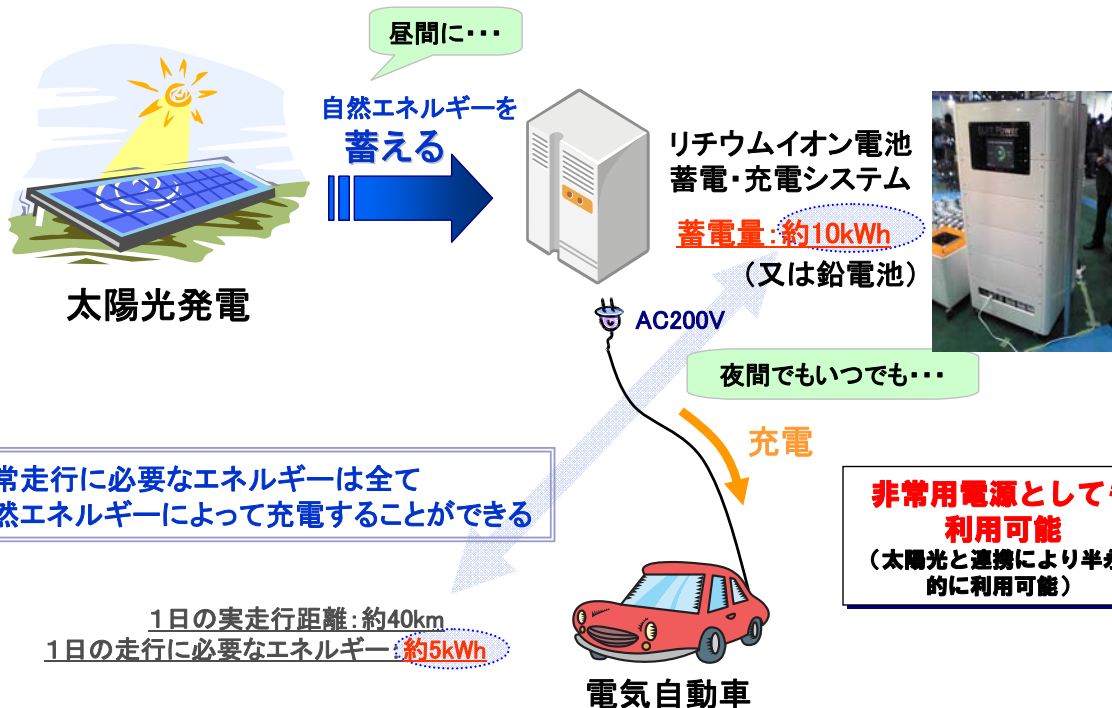 昼間に・・・
自然エネルギーを
蓄える
リチウムイオン電池
蓄電・充電システム
蓄電量：約10kWh
（又は鉛電池）
太陽光発電
AC200V
夜間でもいつでも・・・
充電
常走行に必要なエネルギーは全て
然エネルギーによって充電することができる
非常用電源として
利用可能
（太陽光と連携により半永
的に利用可能）
1日の実走行距離：約40km
1日の走行に必要なエネルギー：約5kWh
電気自動車